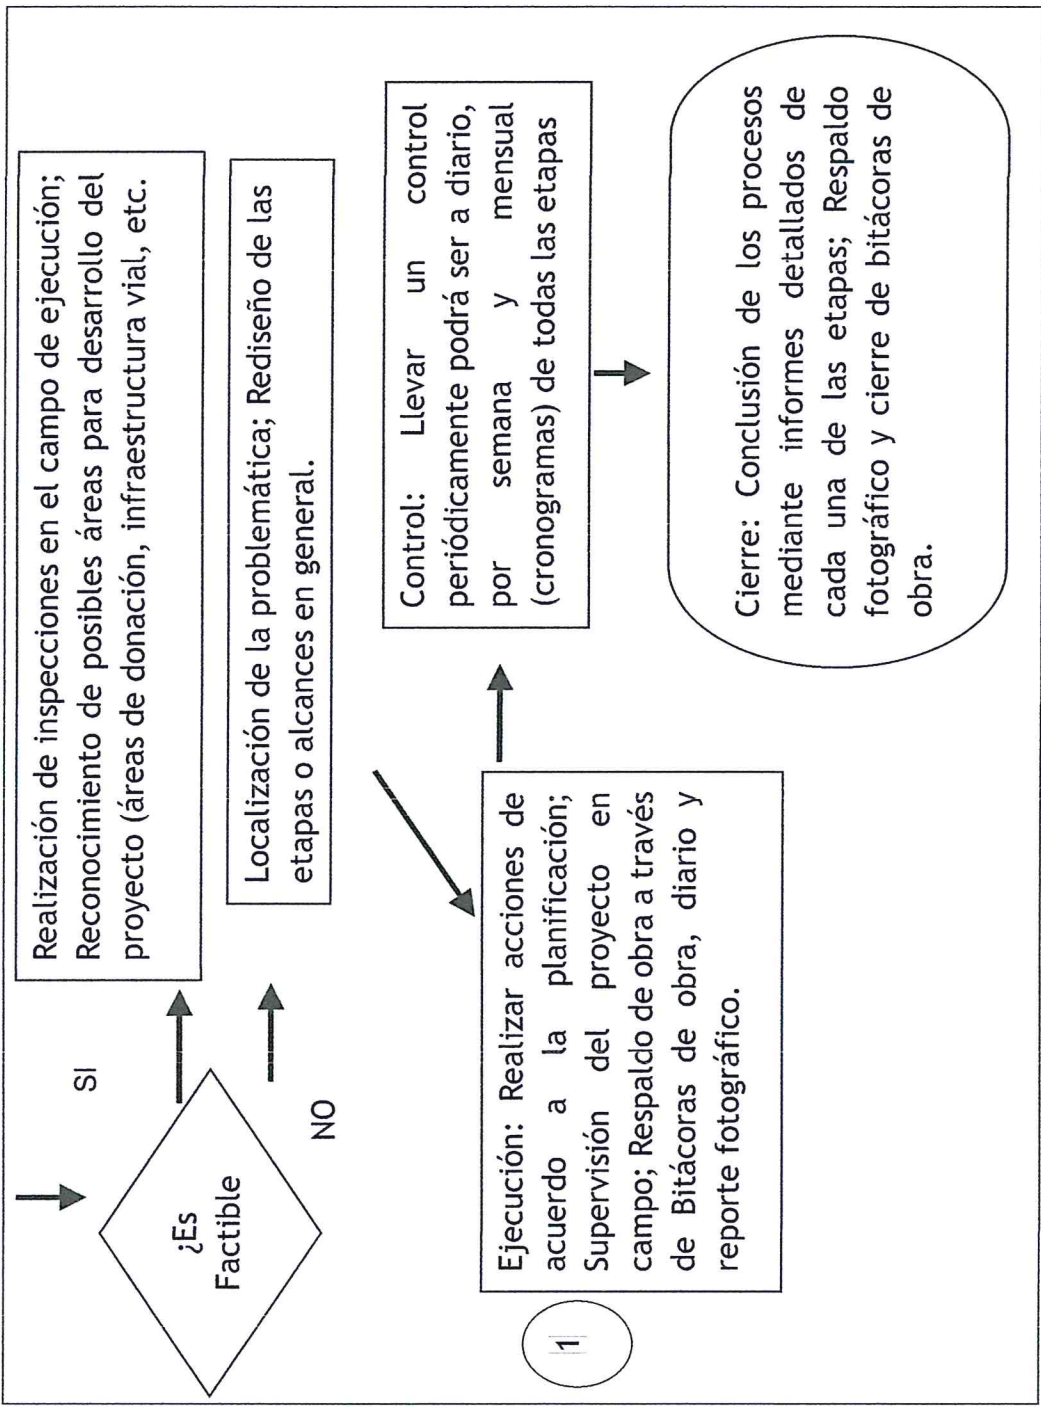 SI
Realización de inspecciones en el campo de ejecución;
Reconocimiento de posibles áreas para desarrollo del
proyecto (áreas de donación, infraestructura vial, etc.
¿Es
Factible
NO
Localización de la problemática; Rediseño de las
etapas o alcances en general.
1
Ejecución: Realizar acciones de
acuerdo a la planificación;
Supervisión del proyecto en
campo; Respaldo de obra a través
de Bitácoras de obra, diario y
reporte fotográfico.
Control: Llevar un control
periódicamente podrá ser a diario,
por semana y mensual
(cronogramas) de todas las etapas
Cierre: Conclusión de los procesos
mediante informes detallados de
cada una de las etapas; Respaldo
fotográfico y cierre de bitácoras de
obra.